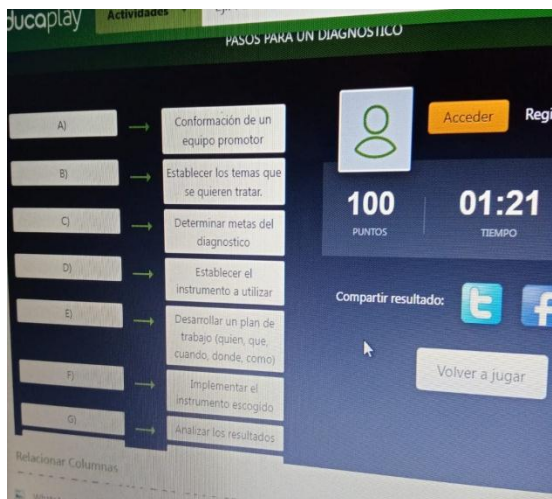 ducaplay
Actividades
PASOS PARA UN DIAGNOSTICO
A) → Conformación de un
equipo promotor
B) → Establecer los temas que
se quieren tratar.
C) → Determinar metas del
diagnostico
D) → Establecer el
instrumento a utilizar
E) → Desarrollar un plan de
trabajo (quien, que,
cuando, donde, como)
F) → Implementar el
instrumento escogido
G) → Analizar los resultados
Relacionar Columnas
Acceder Regi
100 01:21
PUNTOS TIEMPO
Compartir resultado:
Volver a jugar